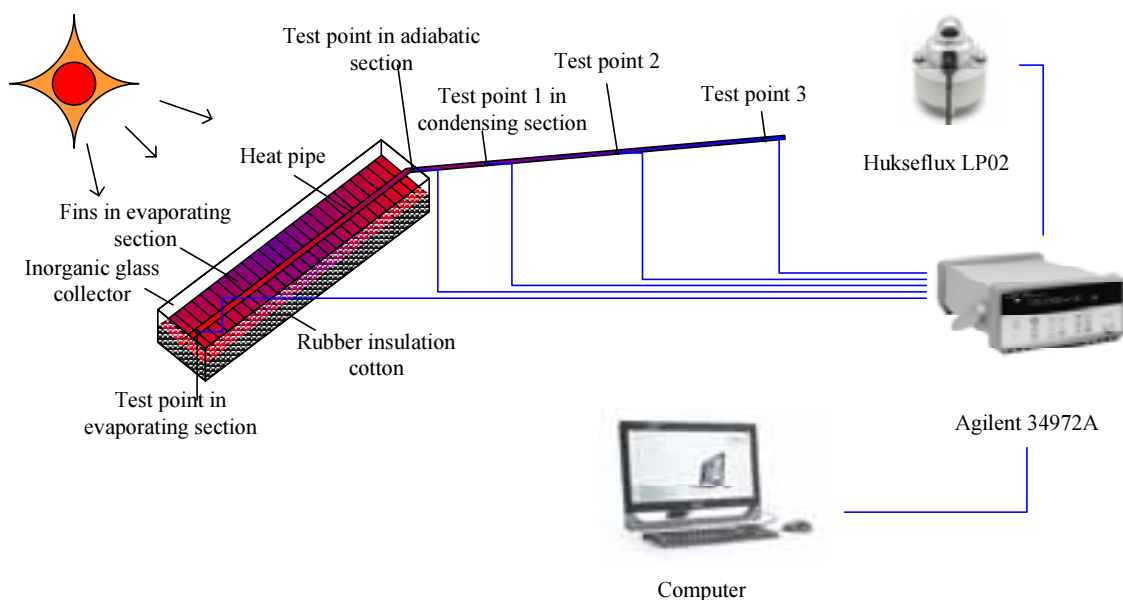 Test point in adiabatic
section
Test point 2
Test point 1 in
condensing section
Test point 3
Hukseflux LP02
Heat pipe
Fins in evaporating
section
Inorganic glass
collector
Rubber insulation
cotton
Test point in
evaporating section
Agilent 34972A
Computer